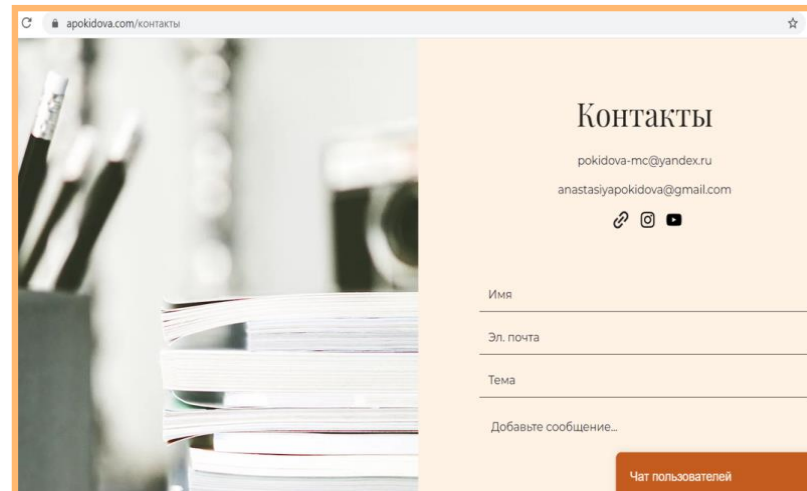 apokidova.com/контакты
Контакты
pokidova-mc@yandex.ru
anastasiyapokidova@gmail.com
Имя
Эл. почта
Тема
Добавьте сообщение...
Чат пользователей